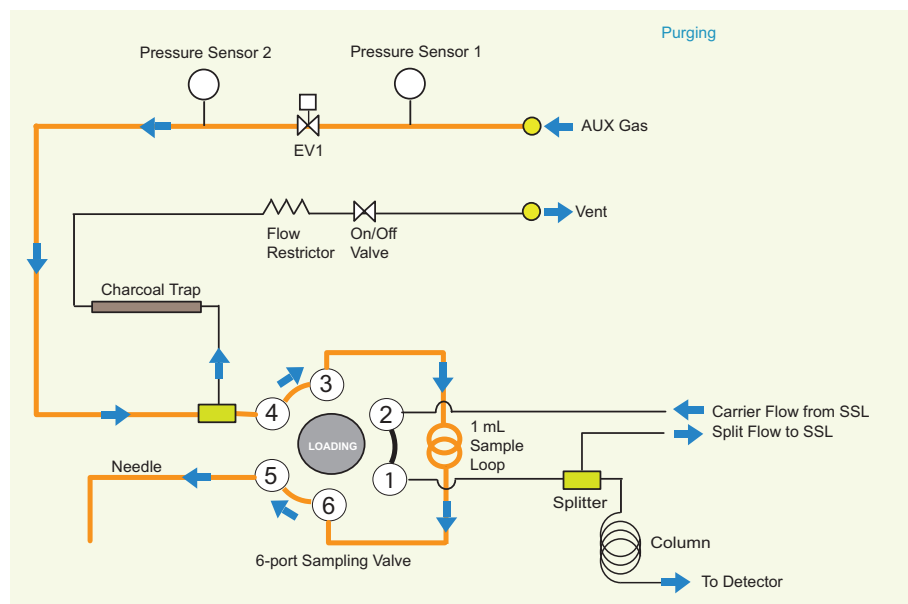 Purging
Pressure Sensor 2
Pressure Sensor 1
AUX Gas
EV1
Vent
Flow
Restrictor
On/Off
Valve
Charcoal Trap
3
4
2
Carrier Flow from SSL
Split Flow to SSL
1 mL
Sample
Loop
LOADING
Needle
5
1
6
Splitter
Column
6-port Sampling Valve
To Detector